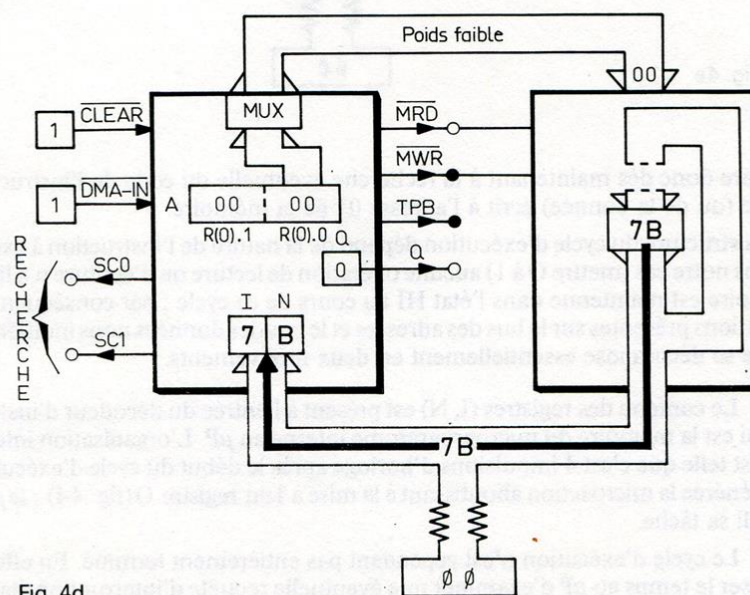 Poids faible
00
MUX
CLEAR
1
MRD
MWR
DMA-IN
1
A
00 00
TPB
R(0).1 R(0).0
Q
0
Q
7B
RECHERCHE
SC0
SC1
I N
7 B
7B
Ø Ø
Fig. 4d